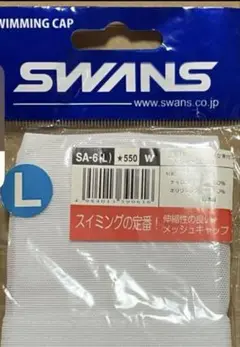 WIMMING CAP
SWANS
www.swans.co.jp
SA-6(L) ★550 W
L
スイミングの定番！
伸縮性の良い
メッシュキャップ